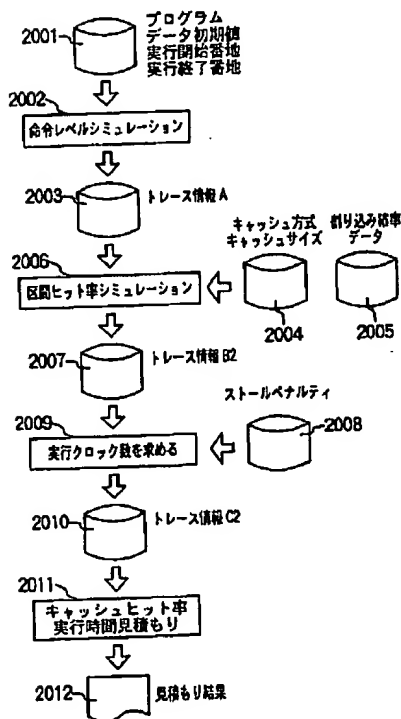 2001
プログラム
データ初期値
実行開始番地
実行終了番地
2002
命令レベルシミュレーション
2003
トレース情報A
キャッシュ方式
キャッシュサイズ
割り込み確率
データ
2006
区間ヒット率シミュレーション
2004
2005
2007
トレース情報B2
ストールペナルティ
2009
実行クロック数を求める
2008
2010
トレース情報C2
2011
キャッシュヒット率
実行時間見積もり
2012
見積もり結果